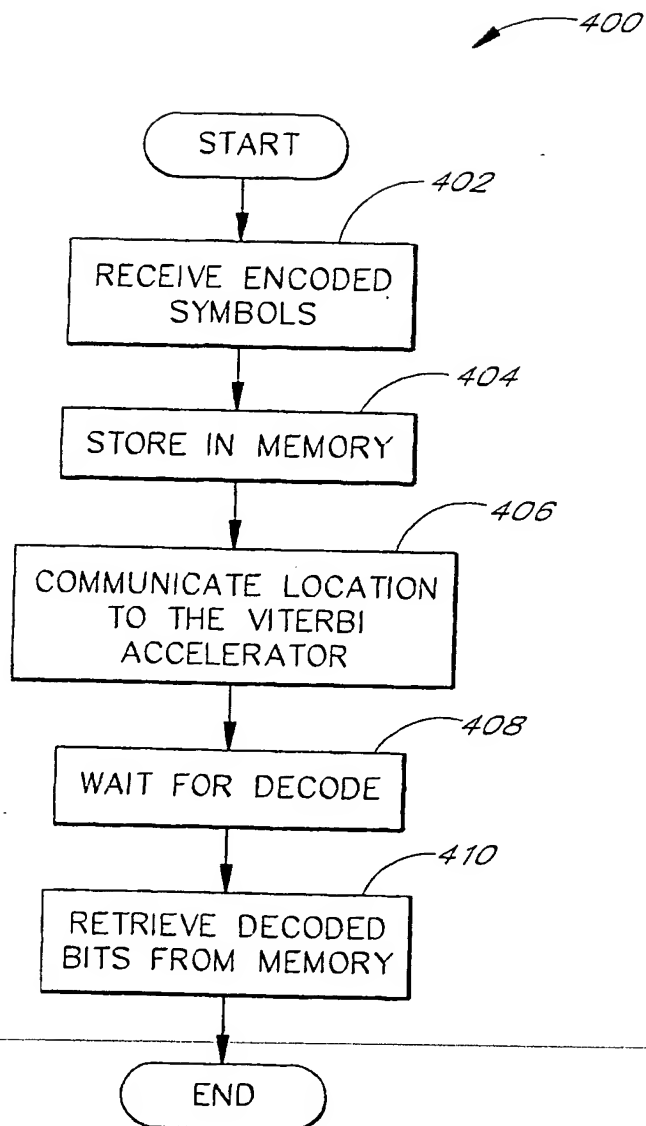 400
START
402
RECEIVE ENCODED
SYMBOLS
404
STORE IN MEMORY
406
COMMUNICATE LOCATION
TO THE VITERBI
ACCELERATOR
408
WAIT FOR DECODE
410
RETRIEVE DECODED
BITS FROM MEMORY
END